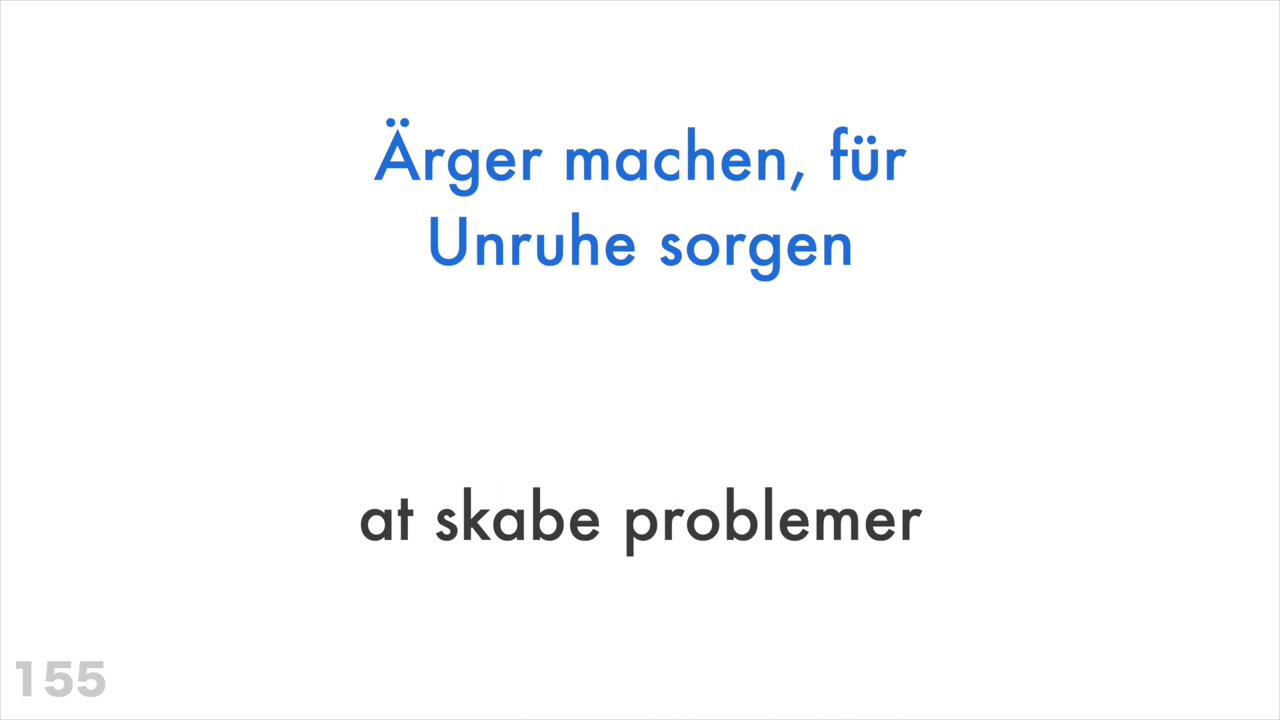 Ärger machen, für
Unruhe sorgen
at skabe problemer
155